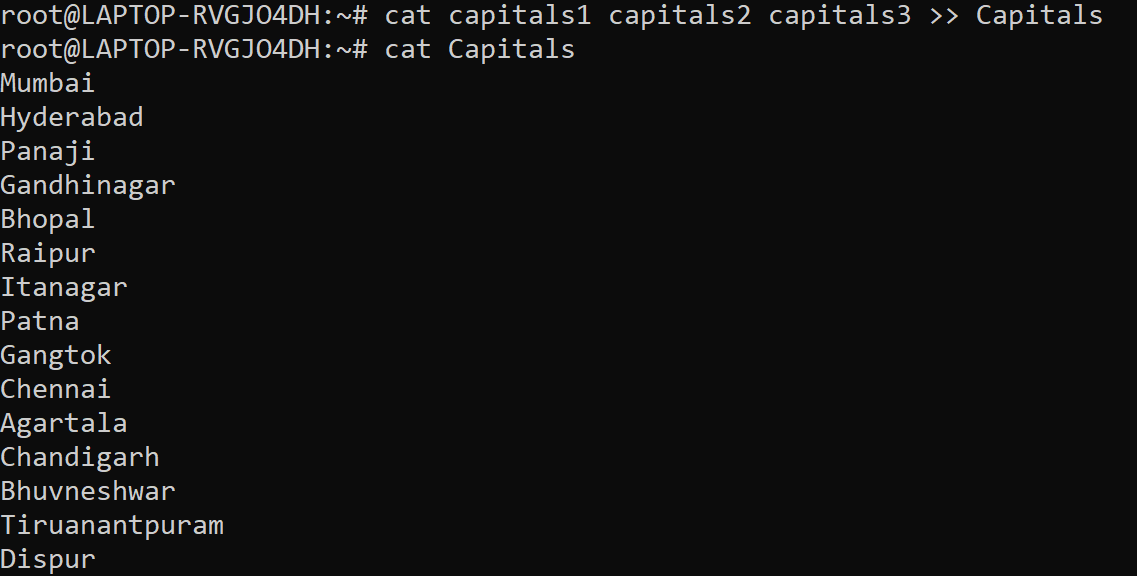 root@LAPTOP-RVGJO4DH:~# cat capitals1 capitals2 capitals3 >> Capitals
root@LAPTOP-RVGJO4DH:~# cat Capitals
Mumbai
Hyderabad
Panaji
Gandhinagar
Bhopal
Raipur
Itanagar
Patna
Gangtok
Chennai
Agartala
Chandigarh
Bhuvneshwar
Tiruanantpuram
Dispur